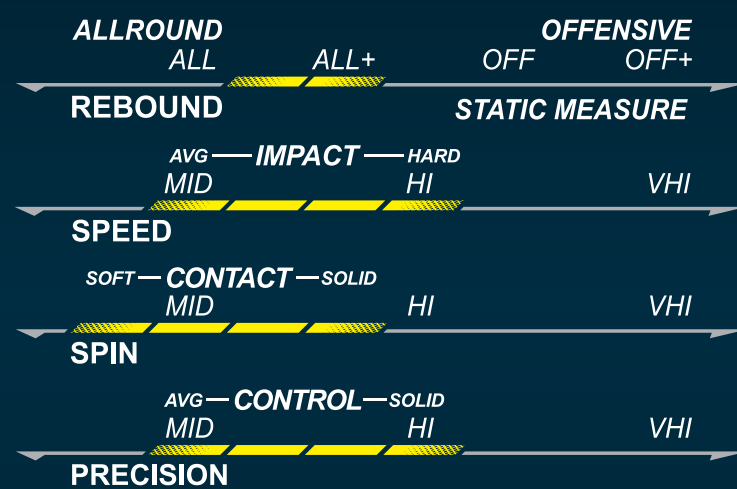 ALLROUND OFFENSIVE
ALL ALL+ OFF OFF+
REBOUND STATIC MEASURE
AVG — IMPACT — HARD
MID HI VHI
SPEED
SOFT — CONTACT — SOLID
MID HI VHI
SPIN
AVG — CONTROL — SOLID
MID HI VHI
PRECISION